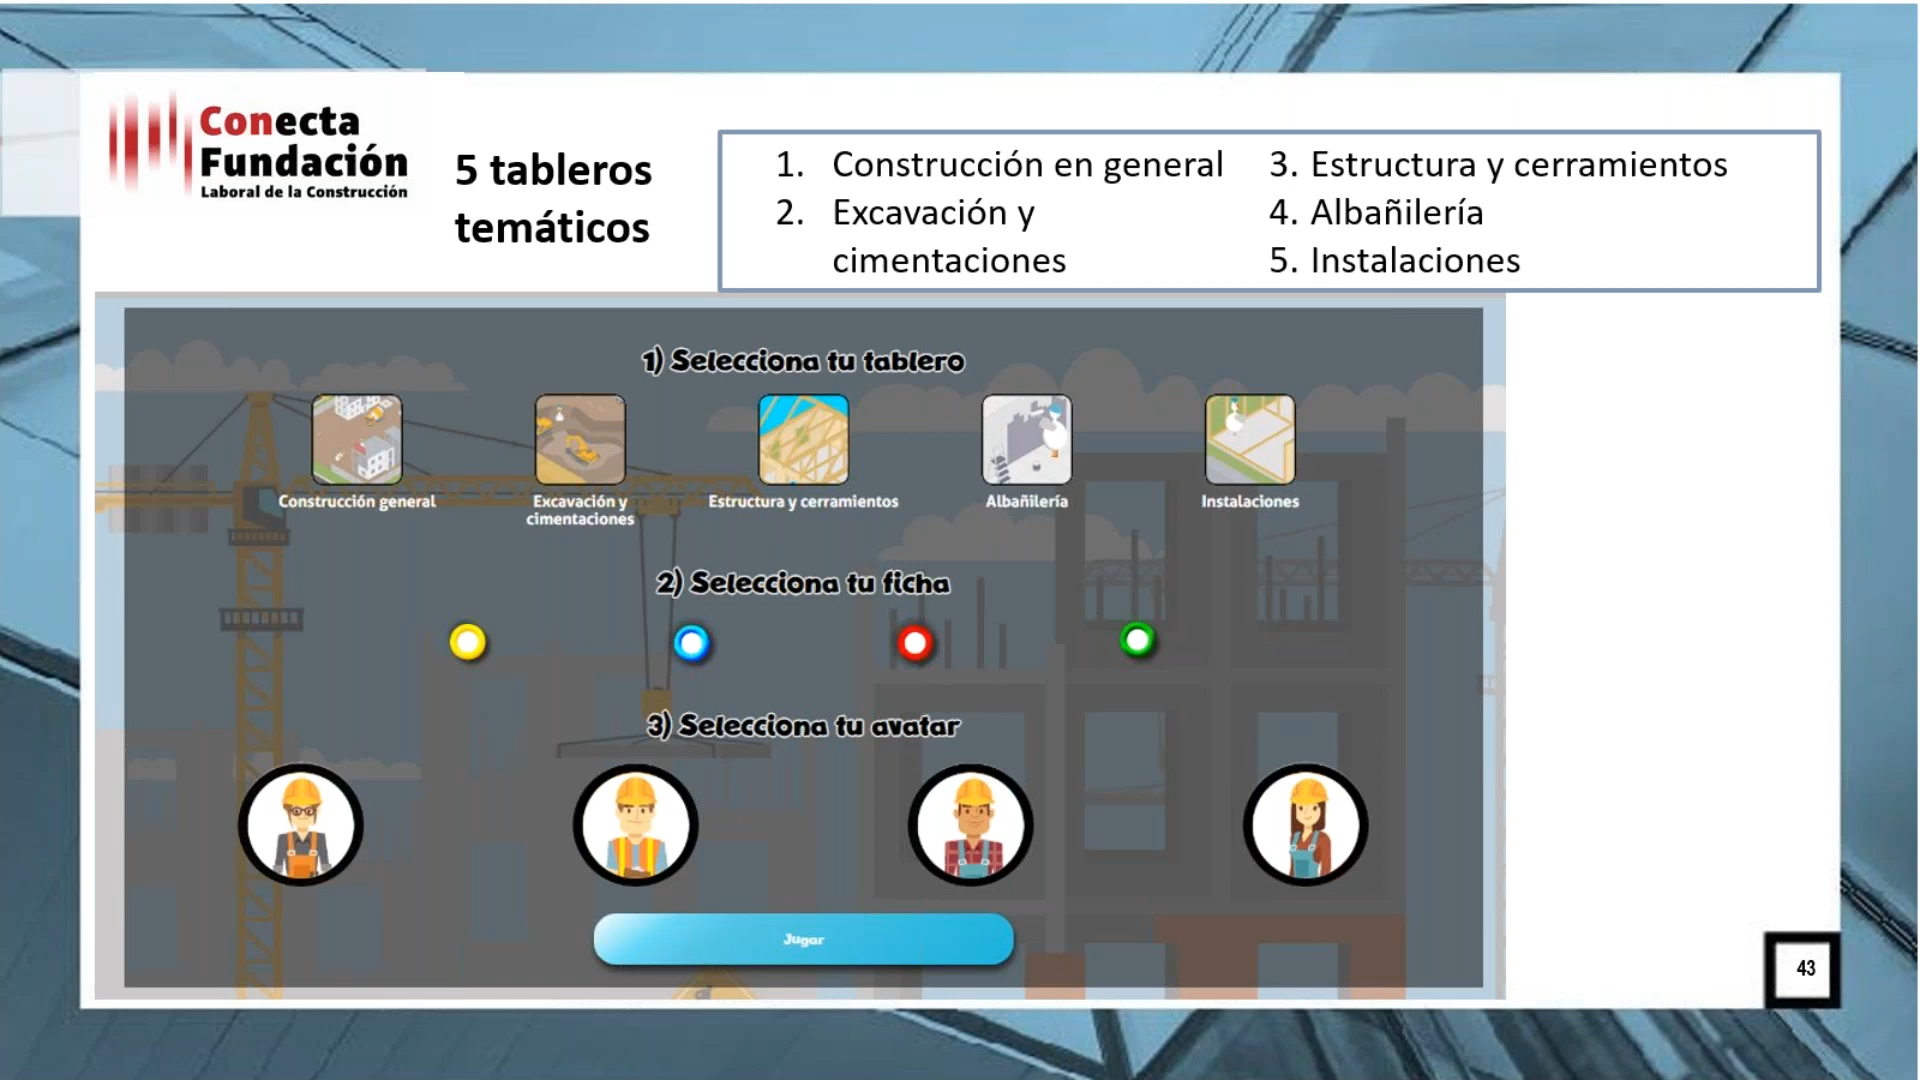 Conecta
Fundación
Laboral de la Construcción
5 tableros
temáticos
1. Construcción en general
2. Excavación y
cimentaciones
3. Estructura y cerramientos
4. Albañilería
5. Instalaciones
1) Selecciona tu tablero
Construcción general
Excavación y
cimentaciones
Estructura y cerramientos
Albañilería
Instalaciones
2) Selecciona tu ficha
3) Selecciona tu avatar
Jugar
43